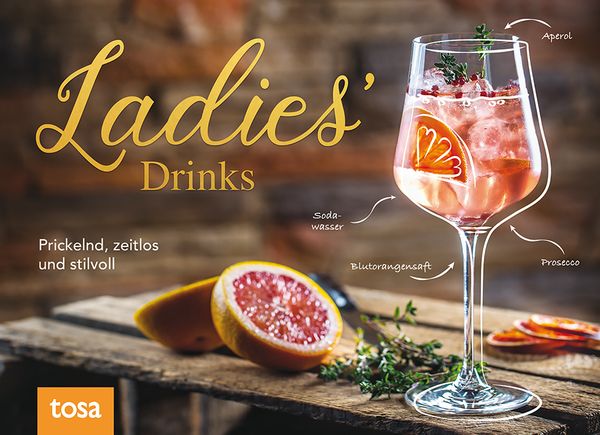 Ladies'
Drinks
Prickelnd, zeitlos
und stilvoll
Aperol
Soda-
wasser
Blutorangensaft
Prosecco
tosa